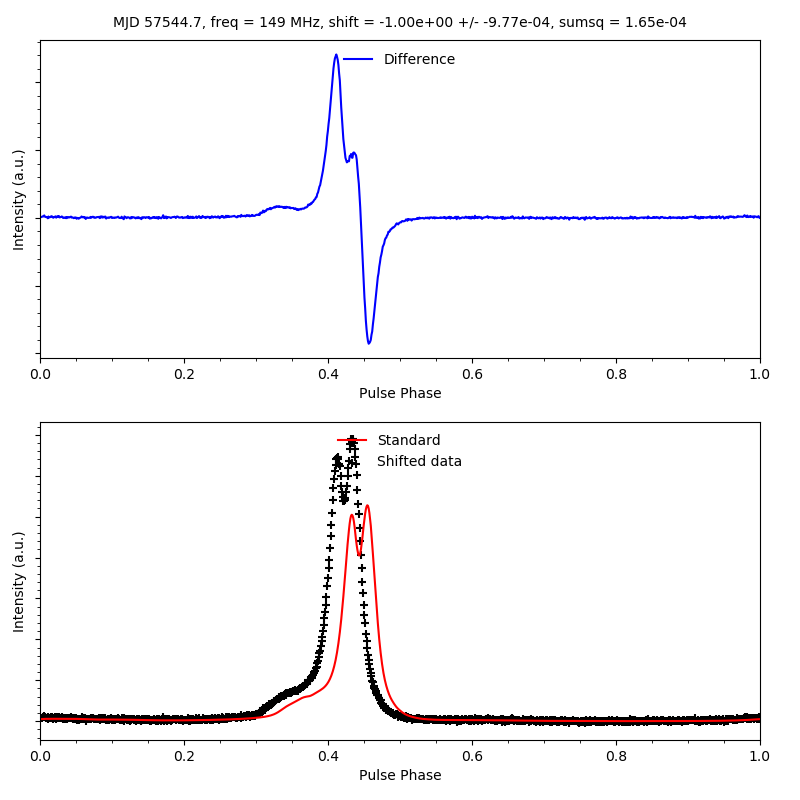 MJD 57544.7, freq = 149 MHz, shift = -1.00e+00 +/- -9.77e-04, sumsq = 1.65e-04
Difference
Intensity (a.u.)
0.0 0.2 0.4 0.6 0.8 1.0
Pulse Phase
Standard
Shifted data
Intensity (a.u.)
0.0 0.2 0.4 0.6 0.8 1.0
Pulse Phase